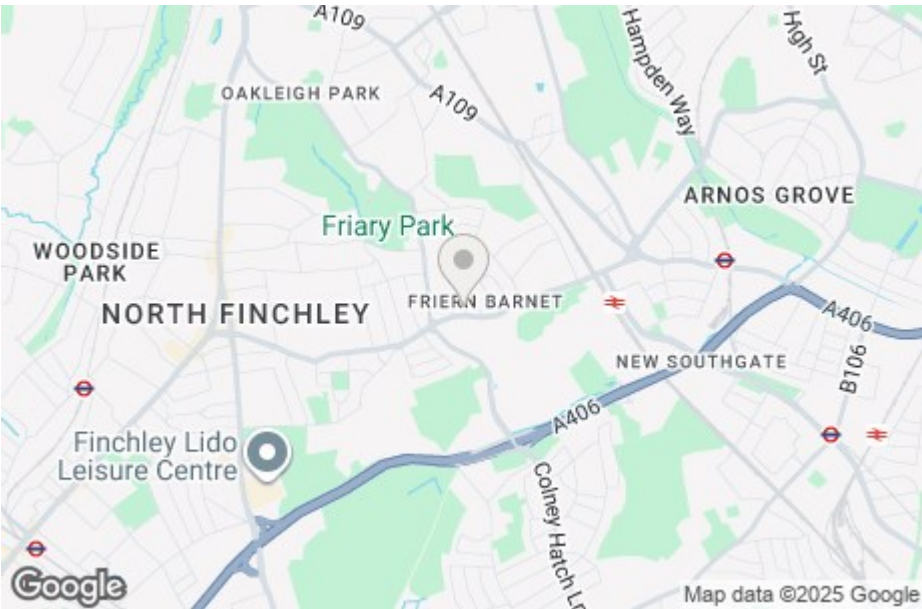 A109
Hampden Way
High St
OAKLEIGH PARK
A109
ARNOS GROVE
Friary Park
WOODSIDE
PARK
NORTH FINCHLEY
FRIERN BARNET
A406
NEW SOUTHGATE
B106
A406
Finchley Lido
Leisure Centre
Colney Hatch Ln
Google
Map data ©2025 Google